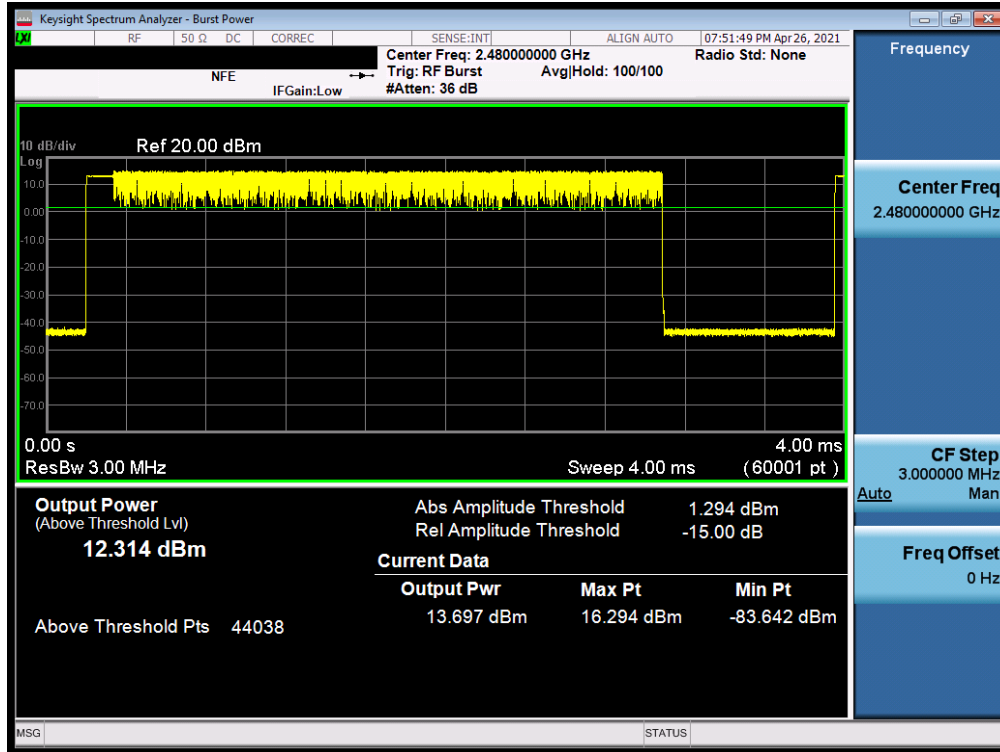 Keysight Spectrum Analyzer - Burst Power
LXI RF 50 Ω DC CORREC SENSE:INT ALIGN AUTO 07:51:49 PM Apr 26, 2021
Center Freq: 2.480000000 GHz Radio Std: None
NFE Trig: RF Burst Avg|Hold: 100/100
IFGain:Low #Atten: 36 dB
10 dB/div Ref 20.00 dBm
Log
10.0
0.00
-10.0
-20.0
-30.0
-40.0
-50.0
-60.0
-70.0
0.00 s 4.00 ms
ResBw 3.00 MHz Sweep 4.00 ms (60001 pt )
Output Power
(Above Threshold Lvl)
12.314 dBm
Above Threshold Pts 44038
Abs Amplitude Threshold 1.294 dBm
Rel Amplitude Threshold -15.00 dB
Current Data
Output Pwr Max Pt Min Pt
13.697 dBm 16.294 dBm -83.642 dBm
MSG STATUS
Frequency
Center Freq
2.480000000 GHz
CF Step
3.000000 MHz
Auto Man
Freq Offset
0 Hz